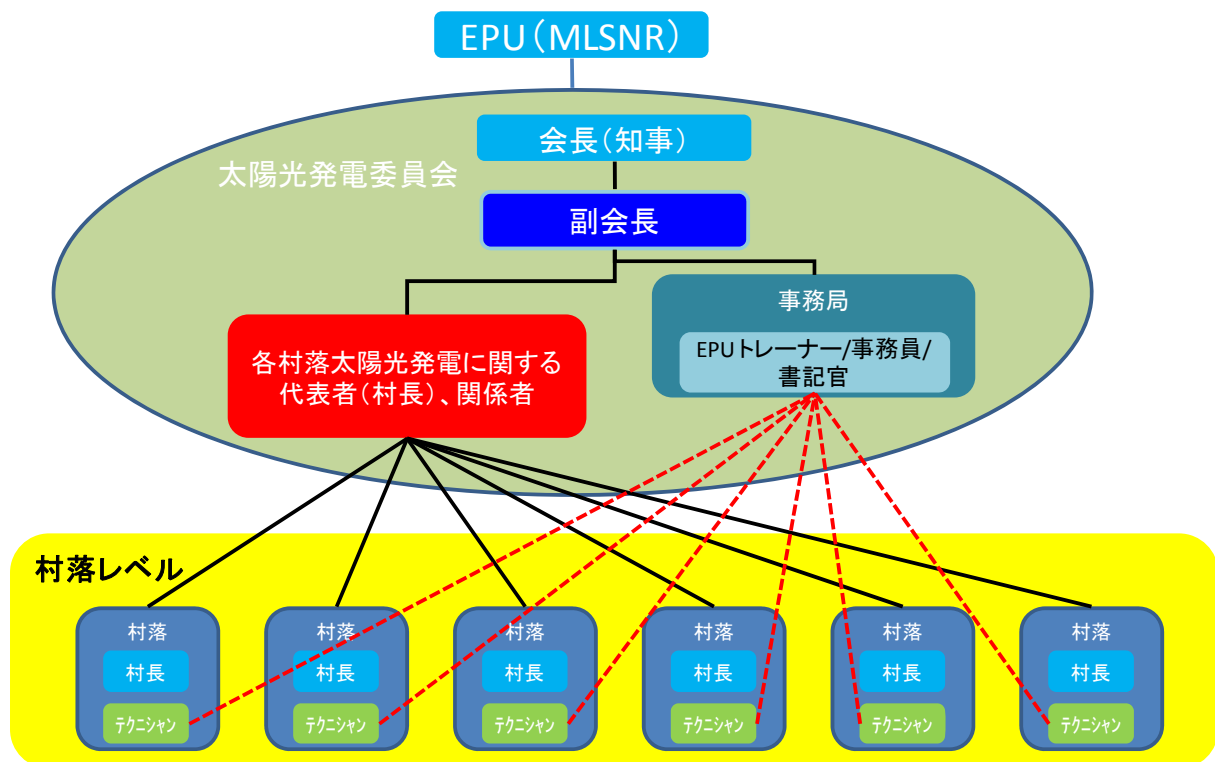 EPU（MLSNR）
会長（知事）
太陽光発電委員会
副会長
事務局
EPUトレーナー/事務員/
書記官
各村落太陽光発電に関する
代表者（村長）、関係者
村落レベル
村落
村長
ﾃｸﾆｼｬﾝ
村落
村長
ﾃｸﾆｼｬﾝ
村落
村長
ﾃｸﾆｼｬﾝ
村落
村長
ﾃｸﾆｼｬﾝ
村落
村長
ﾃｸﾆｼｬﾝ
村落
村長
ﾃｸﾆｼｬﾝ